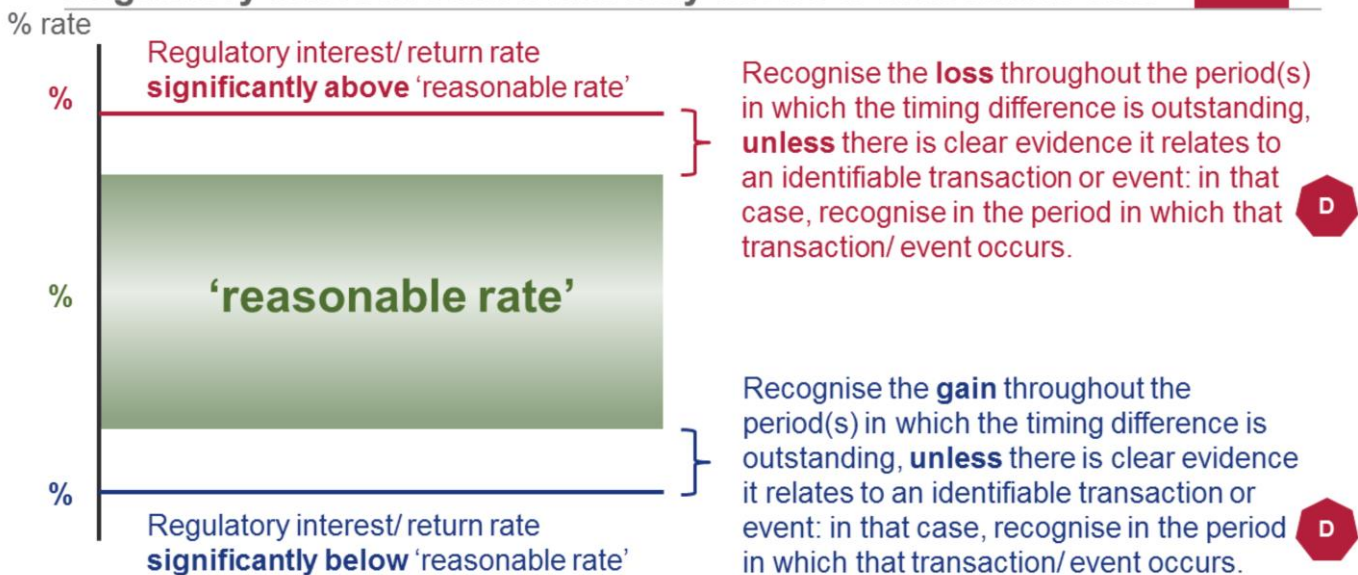 % rate
%
Regulatory interest/ return rate
significantly above ‘reasonable rate’
Recognise the loss throughout the period(s)
in which the timing difference is outstanding,
unless there is clear evidence it relates to
an identifiable transaction or event: in that
case, recognise in the period in which that
transaction/ event occurs.
D
%
‘reasonable rate’
%
Regulatory interest/ return rate
significantly below ‘reasonable rate’
Recognise the gain throughout the
period(s) in which the timing difference is
outstanding, unless there is clear evidence
it relates to an identifiable transaction or
event: in that case, recognise in the period
in which that transaction/ event occurs.
D